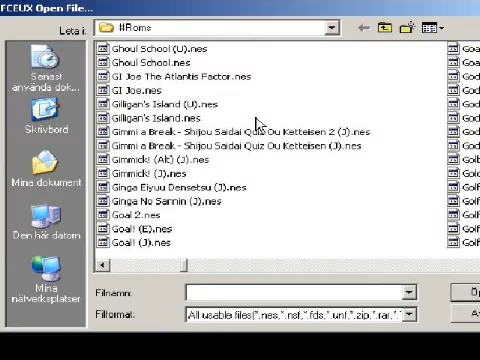 FCEUX Open File...
Leta i:
#Roms
Senast
använda dok...
Skrivbord
Mina dokument
Den här datorn
Mina
nätverksplatser
Ghoul School (U).nes
Ghoul School.nes
GI Joe The Atlantis Factor.nes
GI Joe.nes
Gilligan's Island (U).nes
Gilligan's Island.nes
Gimmi a Break - Shijou Saidai Quiz Ou Ketteisen 2 (J).nes
Gimmi a Break - Shijou Saidai Quiz Ou Ketteisen (J).nes
Gimmick! (Alt) (J).nes
Gimmick! (J).nes
Ginga Eiyuu Densetsu (J).nes
Ginga No Sannin (J).nes
Goal 2.nes
Goal! (E).nes
Goal! (J).nes
Filnamn:
Filformat:
All usable files(*.nes,*.nsf,*.fds,*.unf,*.zip,*.rar,*.